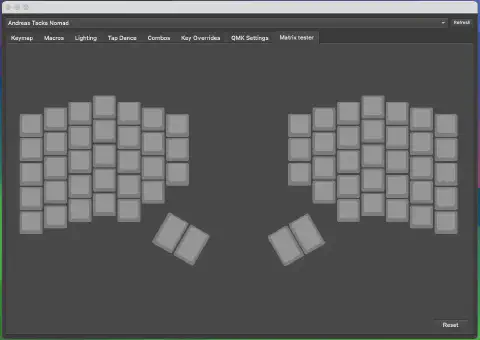 Andreas Tacks Nomad
Refresh
Keymap Macros Lighting Tap Dance Combos Key Overrides QMK Settings Matrix tester
Reset